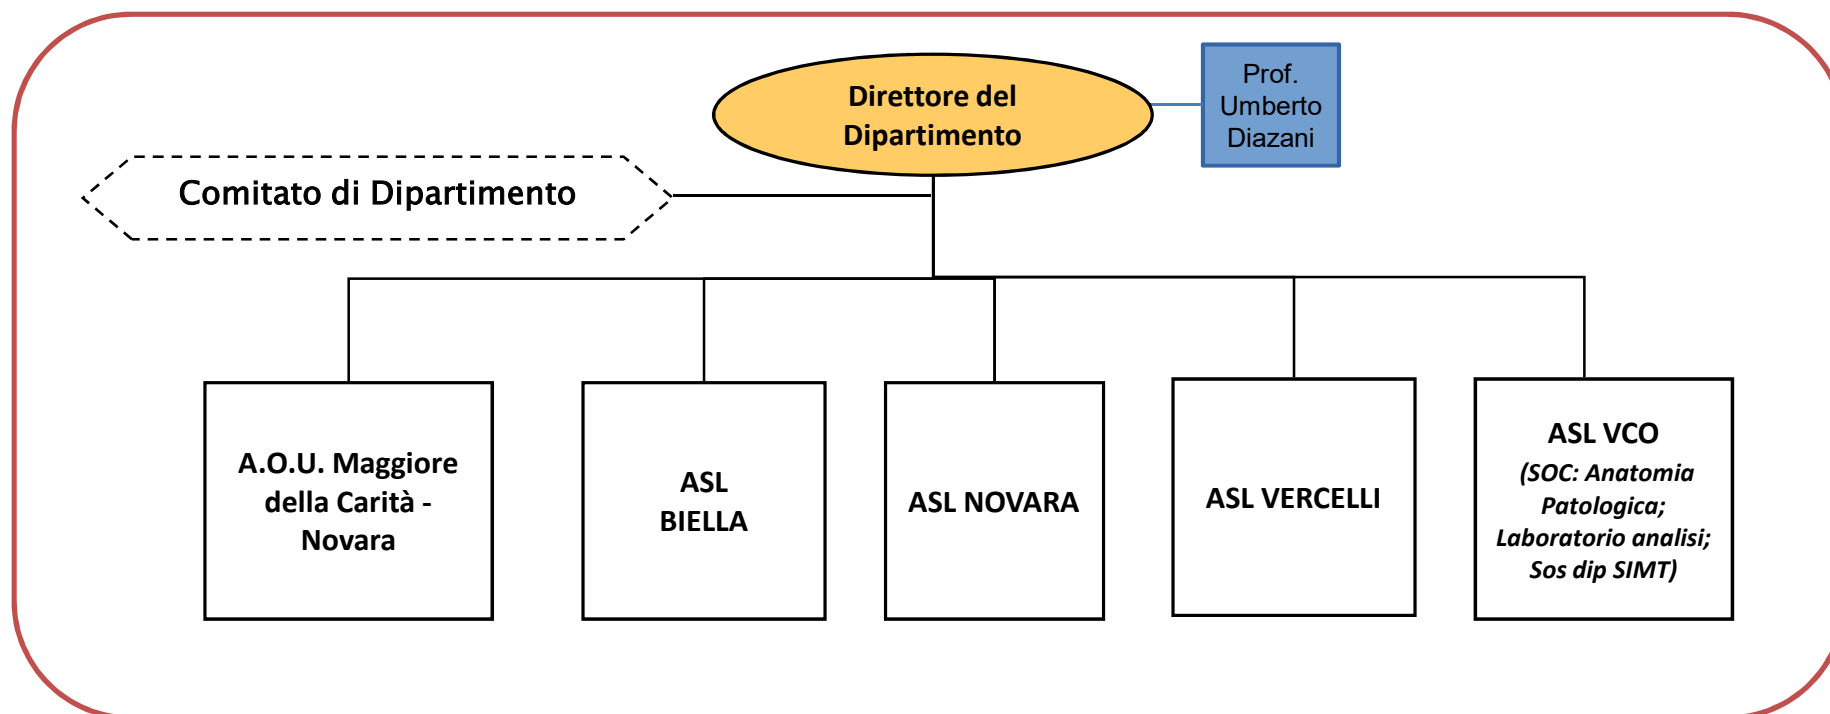 Direttore del
Dipartimento
Prof.
Umberto
Diazani
Comitato di Dipartimento
A.O.U. Maggiore
della Carità -
Novara
ASL
BIELLA
ASL NOVARA
ASL VERCELLI
ASL VCO
(SOC: Anatomia
Patologica;
Laboratorio analisi;
Sos dip SIMT)